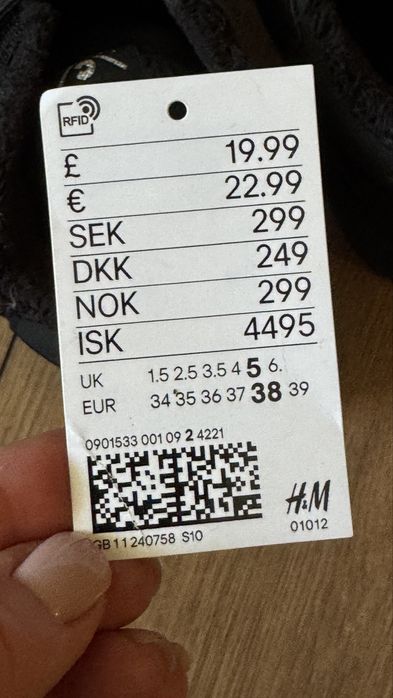 RFID
£ 19.99
€ 22.99
SEK 299
DKK 249
NOK 299
ISK 4495
UK 1.5 2.5 3.5 4 5 6.
EUR 34 35 36 37 38 39
0901533 001 09 2 4221
GB 11 240758 S10
H&M
01012